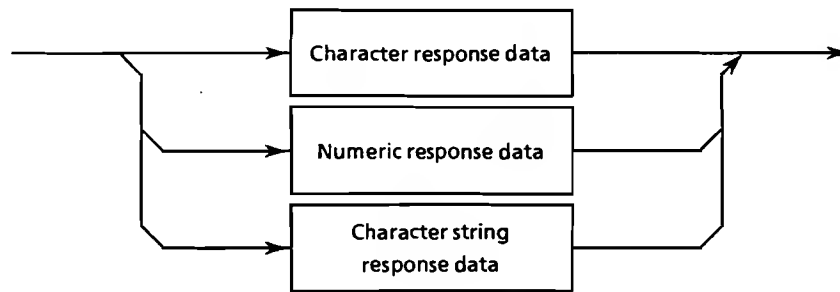 Character response data
Numeric response data
Character string
response data